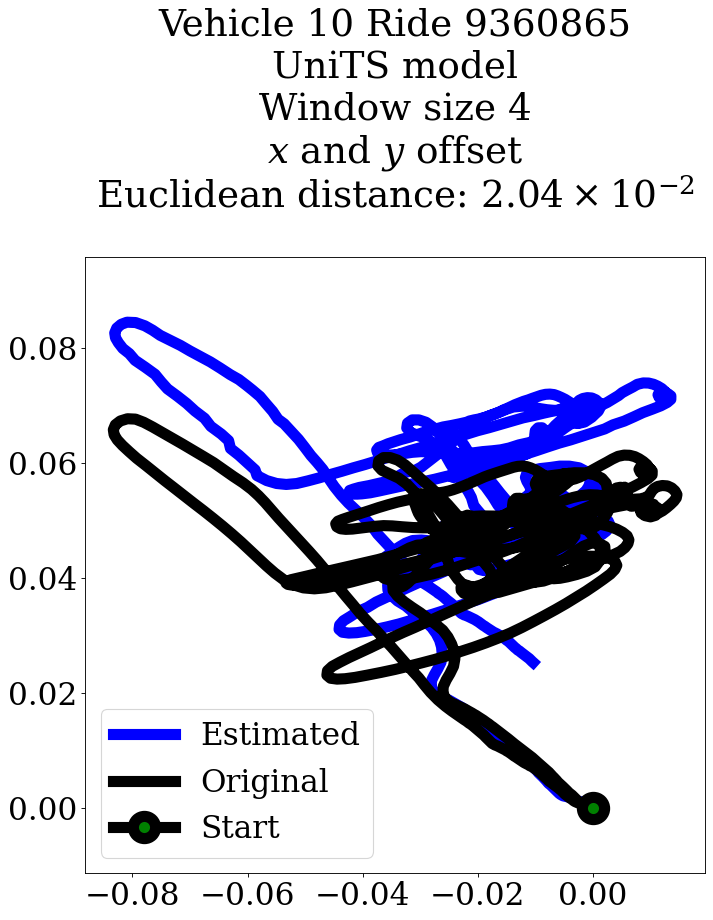 Vehicle 10 Ride 9360865
UniTS model
Window size 4
x and y offset
Euclidean distance: 2.04 × 10⁻²
0.08
0.06
0.04
0.02
0.00
Estimated
Original
Start
−0.08 −0.06 −0.04 −0.02 0.00